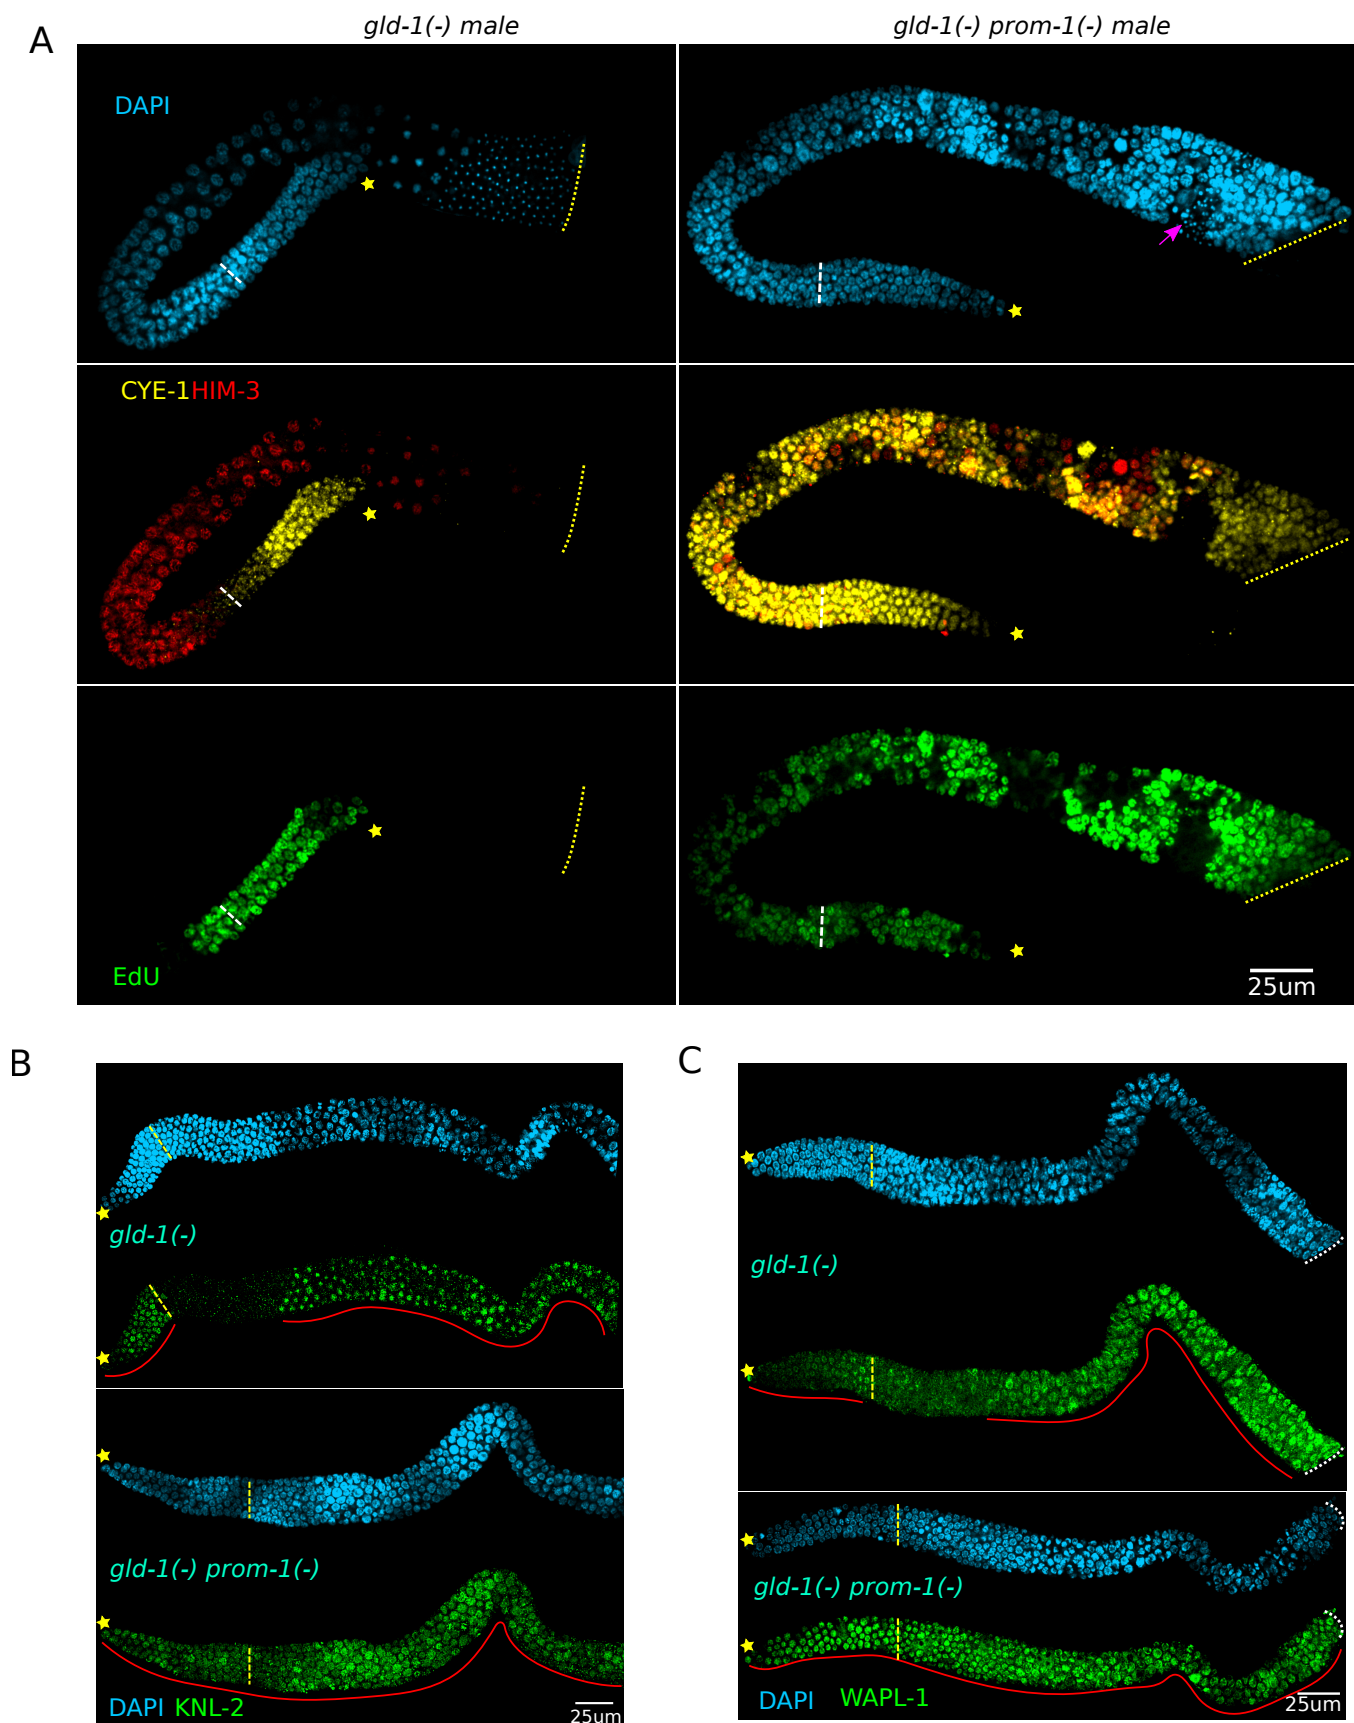 A
gld-1(-) male
gld-1(-) prom-1(-) male
DAPI
CYE-1HIM-3
EdU
25um
B
gld-1(-)
gld-1(-) prom-1(-)
DAPI KNL-2
25um
C
gld-1(-)
gld-1(-) prom-1(-)
DAPI WAPL-1
25um